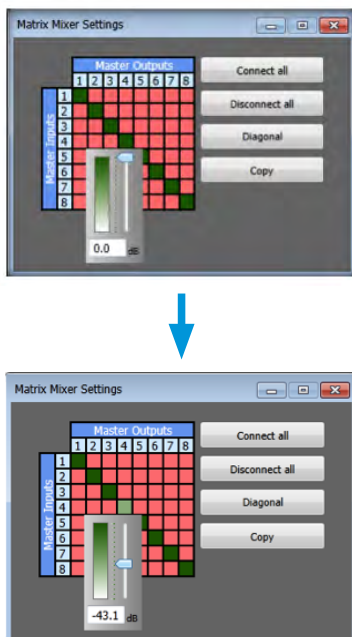 Matrix Mixer Settings
Master Outputs
1 2 3 4 5 6 7 8
Master Inputs
1
2
3
4
5
6
7
8
Connect all
Disconnect all
Diagonal
Copy
0.0 dB
Matrix Mixer Settings
Master Outputs
1 2 3 4 5 6 7 8
Master Inputs
1
2
3
4
5
6
7
8
Connect all
Disconnect all
Diagonal
Copy
-43.1 dB